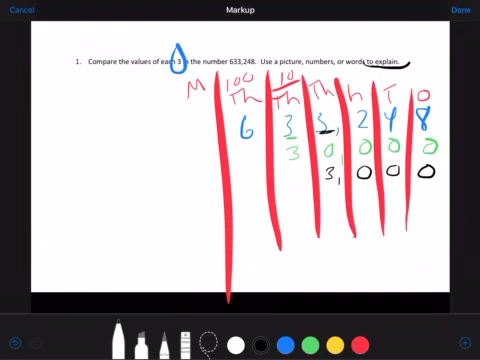 Cancel Markup Done
1. Compare the values of each 3 in the number 633,248. Use a picture, numbers, or words to explain.
M 100 Th 10 Th Th h T O
6 3 3, 2 4 8
3 0, 0 0 0
3, 0 0 0